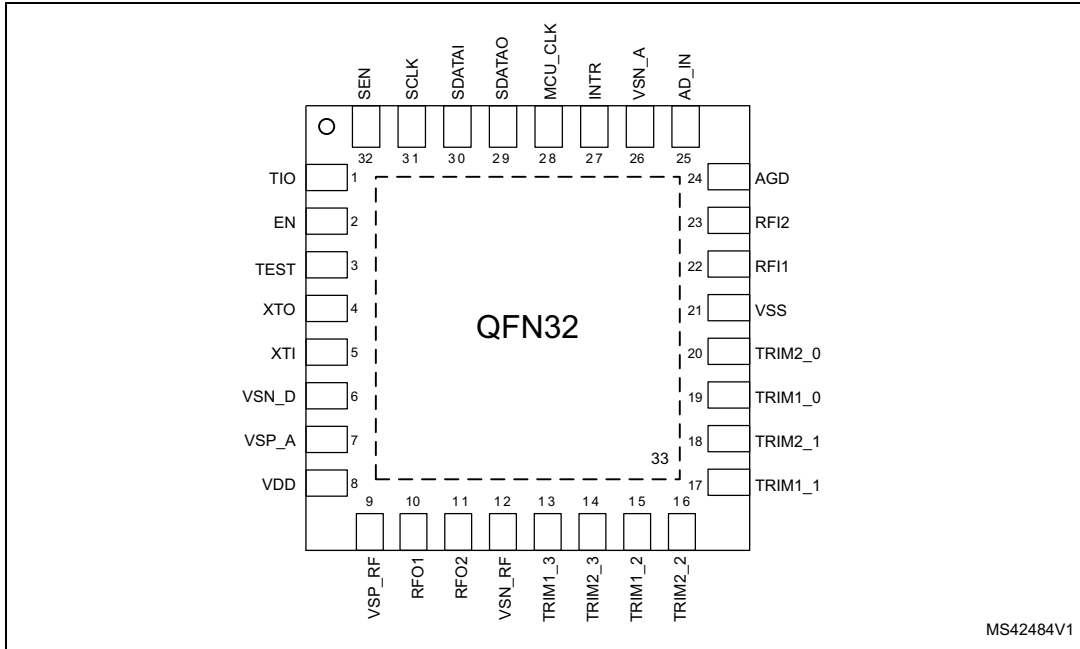 SEN
SCLK
SDATAI
SDATAO
MCU_CLK
INTR
VSN_A
AD_IN
32
31
30
29
28
27
26
25
TIO
1
24
AGD
EN
2
23
RFI2
TEST
3
22
RFI1
XTO
4
21
VSS
QFN32
XTI
5
20
TRIM2_0
VSN_D
6
19
TRIM1_0
VSP_A
7
18
TRIM2_1
33
VDD
8
17
TRIM1_1
9
10
11
12
13
14
15
16
VSP_RF
RFO1
RFO2
VSN_RF
TRIM1_3
TRIM2_3
TRIM1_2
TRIM2_2
MS42484V1